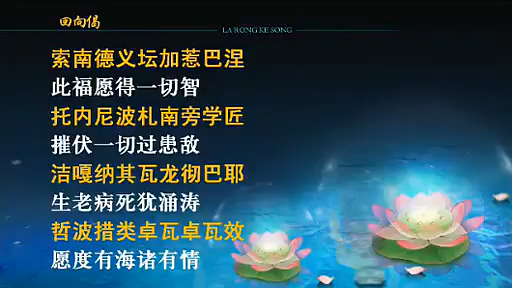 回向偈
LA RONG KE SONG
索南德义坛加惹巴涅
此福愿得一切智
托内尼波札南旁学匠
摧伏一切过患敌
洁嘎纳其瓦龙彻巴耶
生老病死犹涌涛
哲波措类卓瓦卓瓦效
愿度有海诸有情